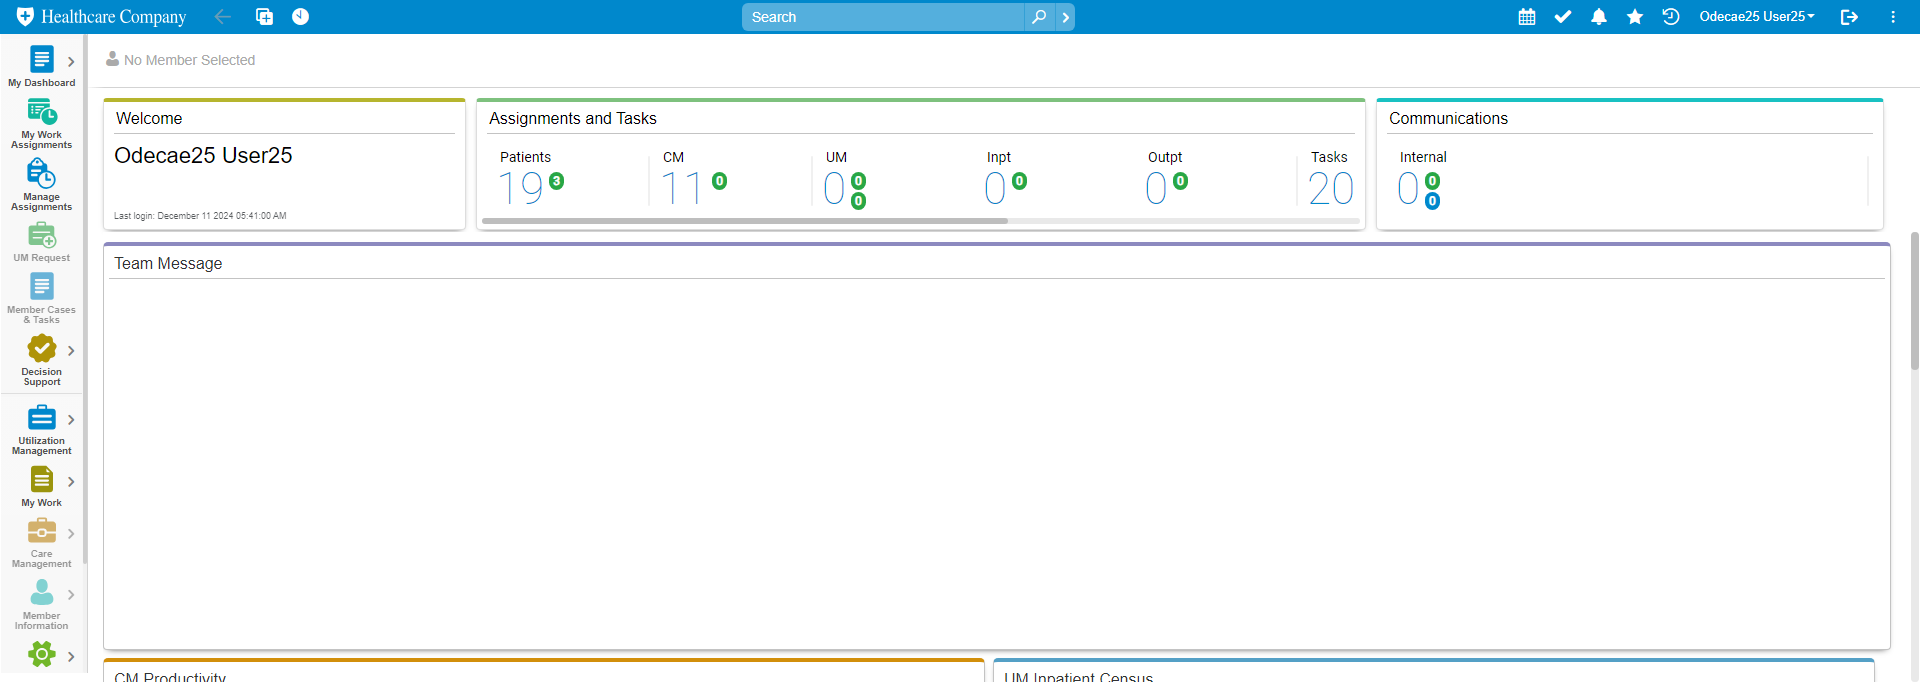 Healthcare Company
Search
Odecae25 User25
My Dashboard
My Work
Assignments
Manage
Assignments
UM Request
Member Cases
& Tasks
Decision
Support
Utilization
Management
My Work
Care
Management
Member
Information
No Member Selected
Welcome
Odecae25 User25
Last login: December 11 2024 05:41:00 AM
Assignments and Tasks
Patients
19 3
CM
11 0
UM
0 0
0
Inpt
0 0
Outpt
0 0
Tasks
20
Communications
Internal
0 0
0
Team Message
CM Productivity
UM Inpatient Census